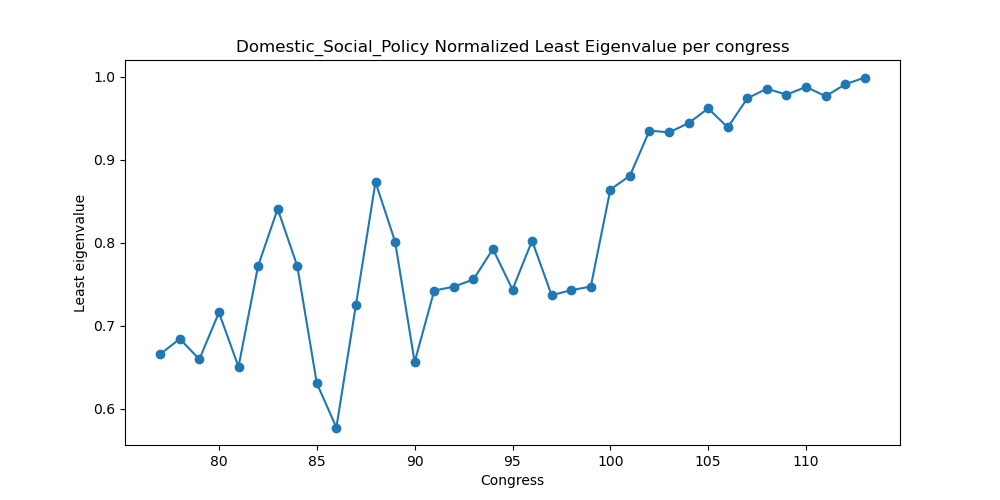 Domestic_Social_Policy Normalized Least Eigenvalue per congress
1.0
0.9
0.8
0.7
0.6
Least eigenvalue
80 85 90 95 100 105 110
Congress